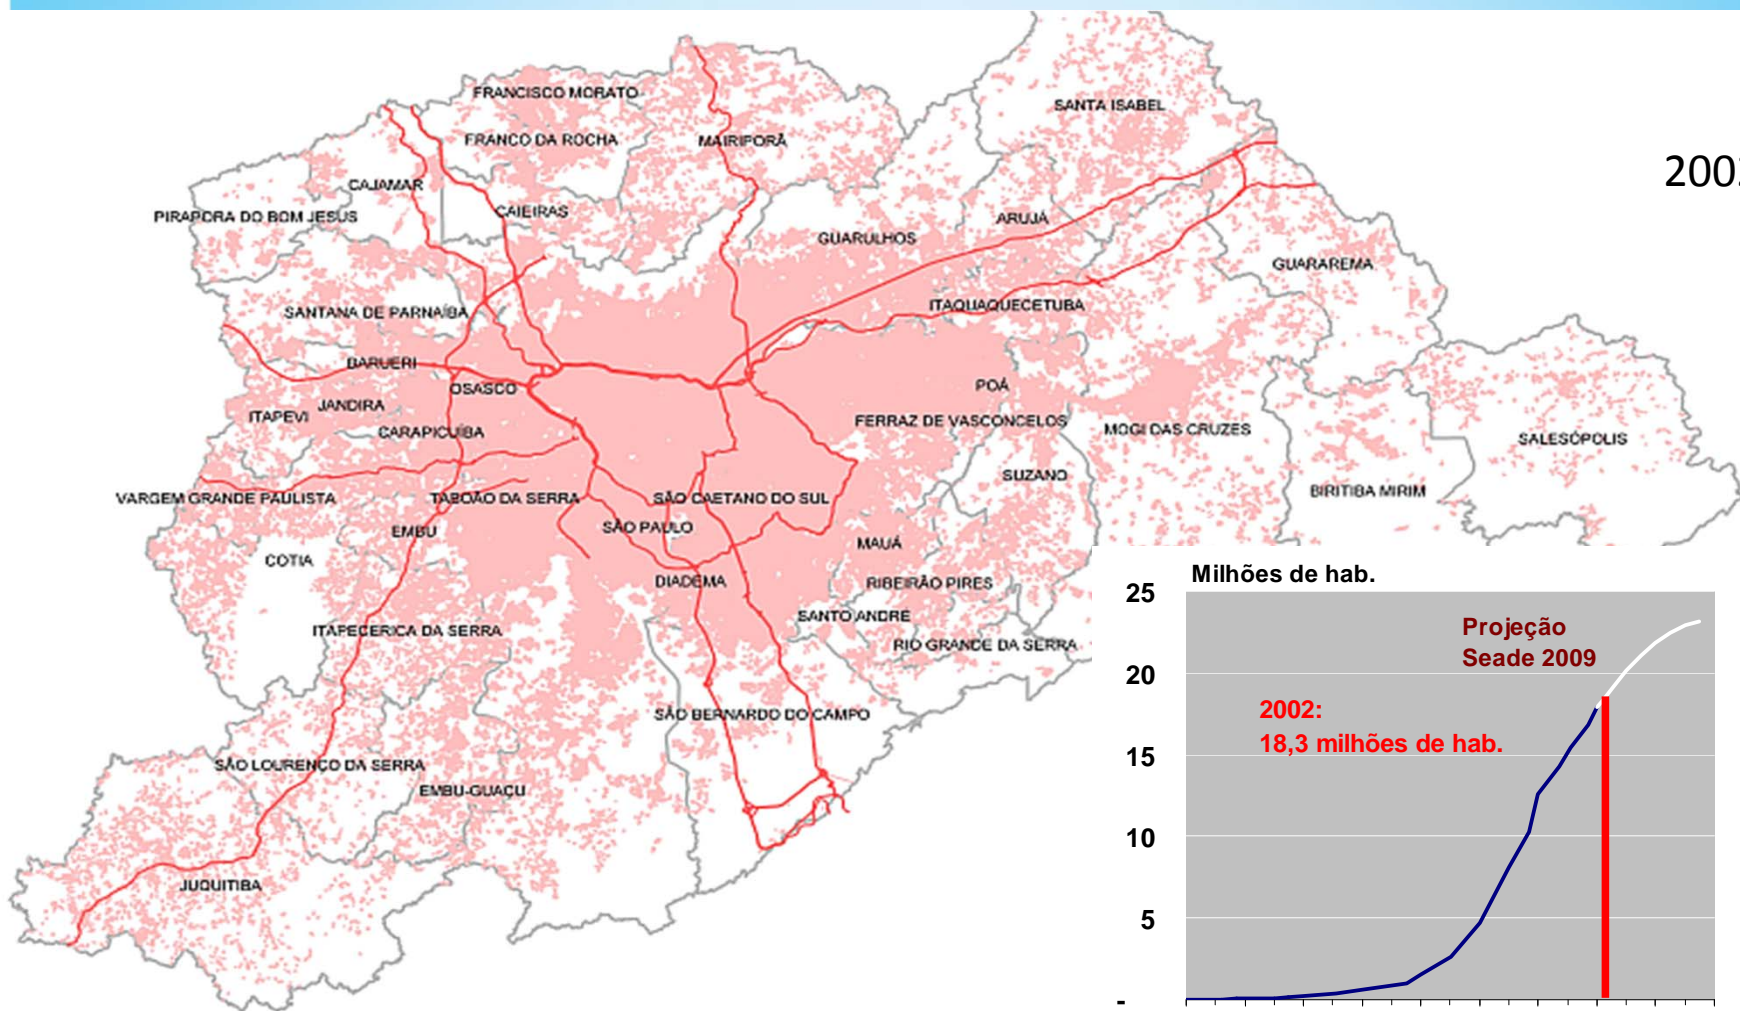 FRANCISCO MORATO
SANTA ISABEL
FRANCO DA ROCHA
MAIRIPORÃ
2002
CAJAMAR
PIRAPORA DO BOM JESUS
CAIEIRAS
ARUJÁ
GUARULHOS
GUARAREMA
ITAQUAQUECETUBA
SANTANA DE PARNAÍBA
BARUERI
OSASCO
POÁ
JANDIRA
ITAPEVI
FERRAZ DE VASCONCELOS
MOGI DAS CRUZES
CARAPICUÍBA
SALESÓPOLIS
SUZANO
BIRITIBA MIRIM
VARGEM GRANDE PAULISTA
TABOÃO DA SERRA
SÃO CAETANO DO SUL
SÃO PAULO
EMBU
MAUÁ
COTIA
DIADEMA
RIBEIRÃO PIRES
SANTO ANDRÉ
ITAPECERICA DA SERRA
RIO GRANDE DA SERRA
SÃO BERNARDO DO CAMPO
SÃO LOURENÇO DA SERRA
EMBU-GUAÇU
JUQUITIBA
Milhões de hab.
25
Projeção
Seade 2009
20
2002:
18,3 milhões de hab.
15
10
5
-